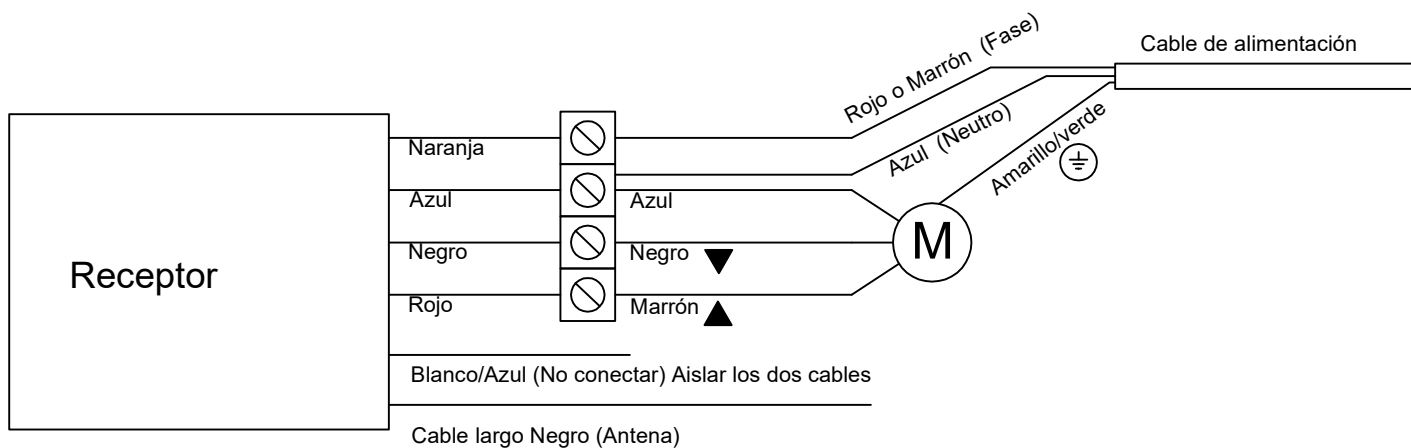 Cable de alimentación
Rojo o Marrón (Fase)
Azul (Neutro)
Amarillo/verde
Naranja
Azul
Azul
Negro
Negro
Receptor
M
Rojo
Marrón
Blanco/Azul (No conectar) Aislar los dos cables
Cable largo Negro (Antena)